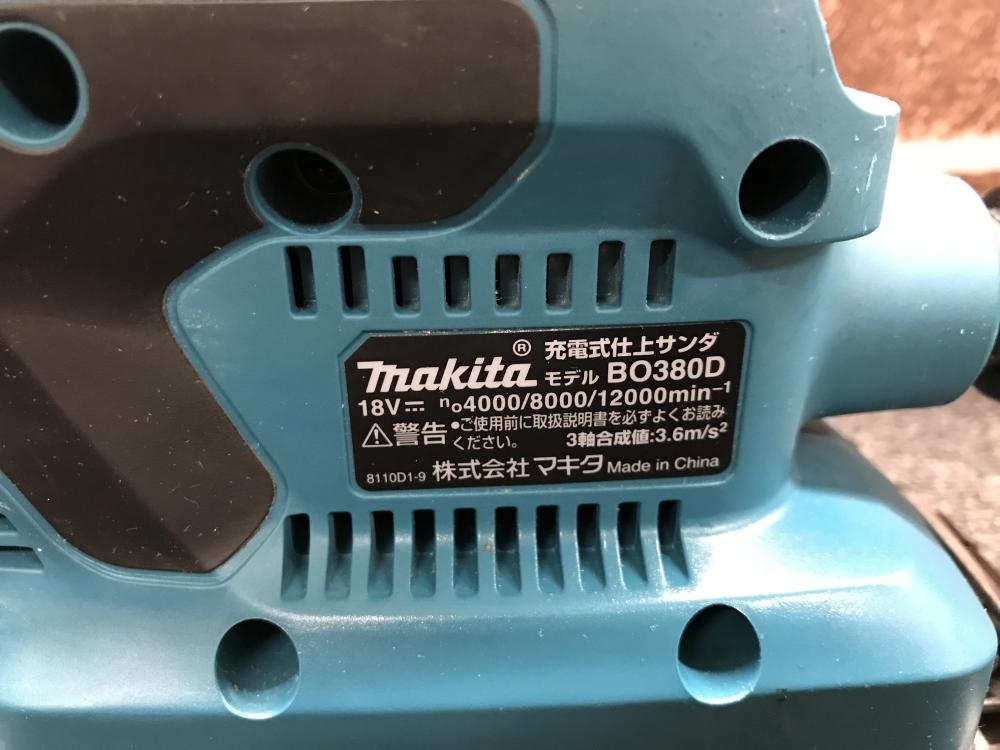 makita® 充電式仕上サンダ
モデル BO380D
18V⎓ n₀4000/8000/12000min⁻¹
⚠警告 •ご使用前に取扱説明書を必ずよくお読み
ください。 3軸合成値:3.6m/s²
8110D1-9 株式会社 マキタ Made in China